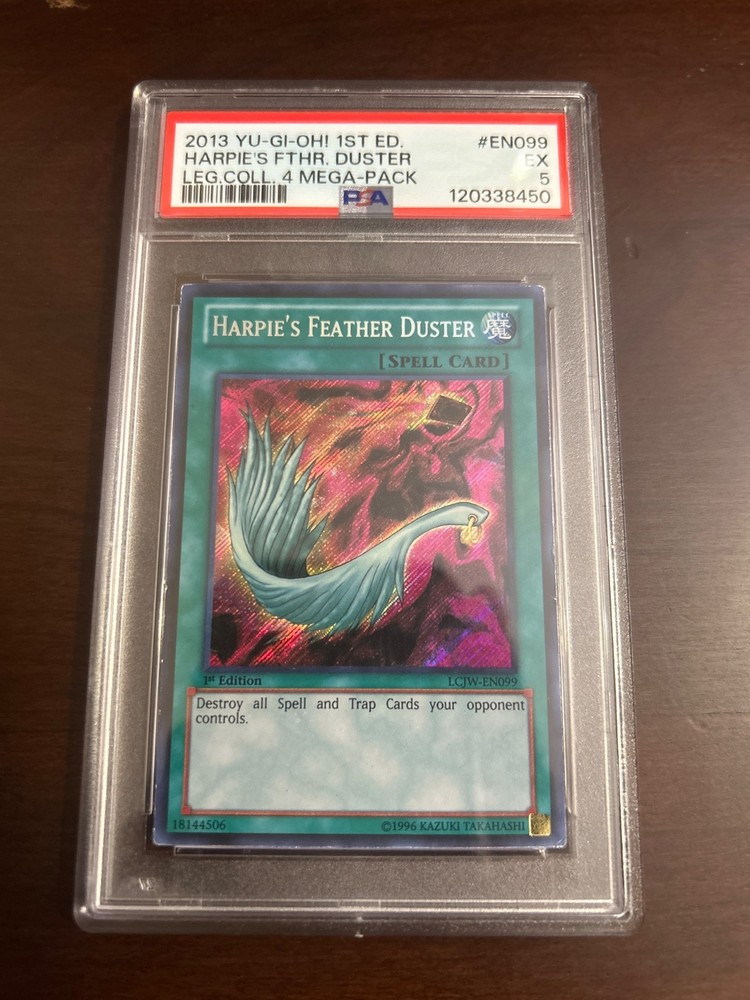 2013 YU-GI-OH! 1ST ED. #EN099
HARPIE'S FTHR. DUSTER EX
LEG.COLL. 4 MEGA-PACK 5
PSA 120338450
HARPIE'S FEATHER DUSTER SPELL 魔
[SPELL CARD]
1st Edition LCJW-EN099
Destroy all Spell and Trap Cards your opponent
controls.
18144506 ©1996 KAZUKI TAKAHASHI